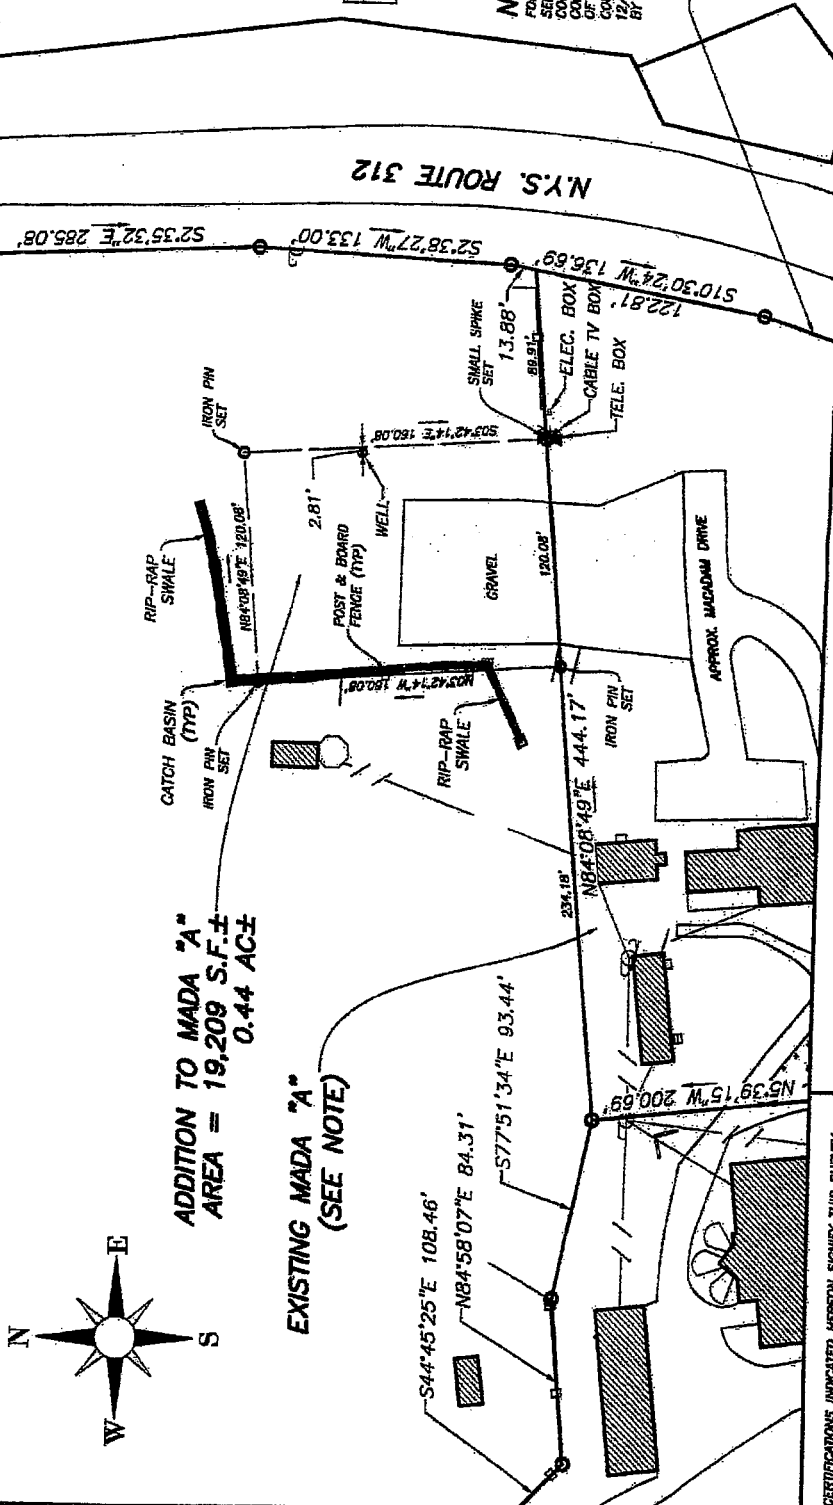 N.Y.S. ROUTE 312
S2°35'32"E 285.08'
S2°38'27"W 133.00'
S10°30'24"W 136.69'
122.81'
13.88'
89.91'
SMALL SPIKE
SET
ELEC. BOX
CABLE TV BOX
TELE. BOX
IRON PIN
SET
S03°42'14"E 160.08'
2.81'
WELL
RIP-RAP
SWALE
N84°08'49"E 120.08'
POST & BOARD
FENCE (TYP)
GRAVEL
120.08'
APPROX. MACADAM DRIVE
CATCH BASIN
(TYP)
IRON PIN
SET
N03°42'14"W 160.08'
RIP-RAP
SWALE
IRON PIN
SET
N84°08'49"E 444.17'
234.18'
ADDITION TO MADA "A"
AREA = 19,209 S.F.±
0.44 AC±
EXISTING MADA "A"
(SEE NOTE)
S77°51'34"E 93.44'
N84°58'07"E 84.31'
S44°45'25"E 108.46'
N5°39'15"W 200.69'
N
E
S
W
CERTIFICATIONS INDICATED HEREON SIGNIFY THIS SURVEY